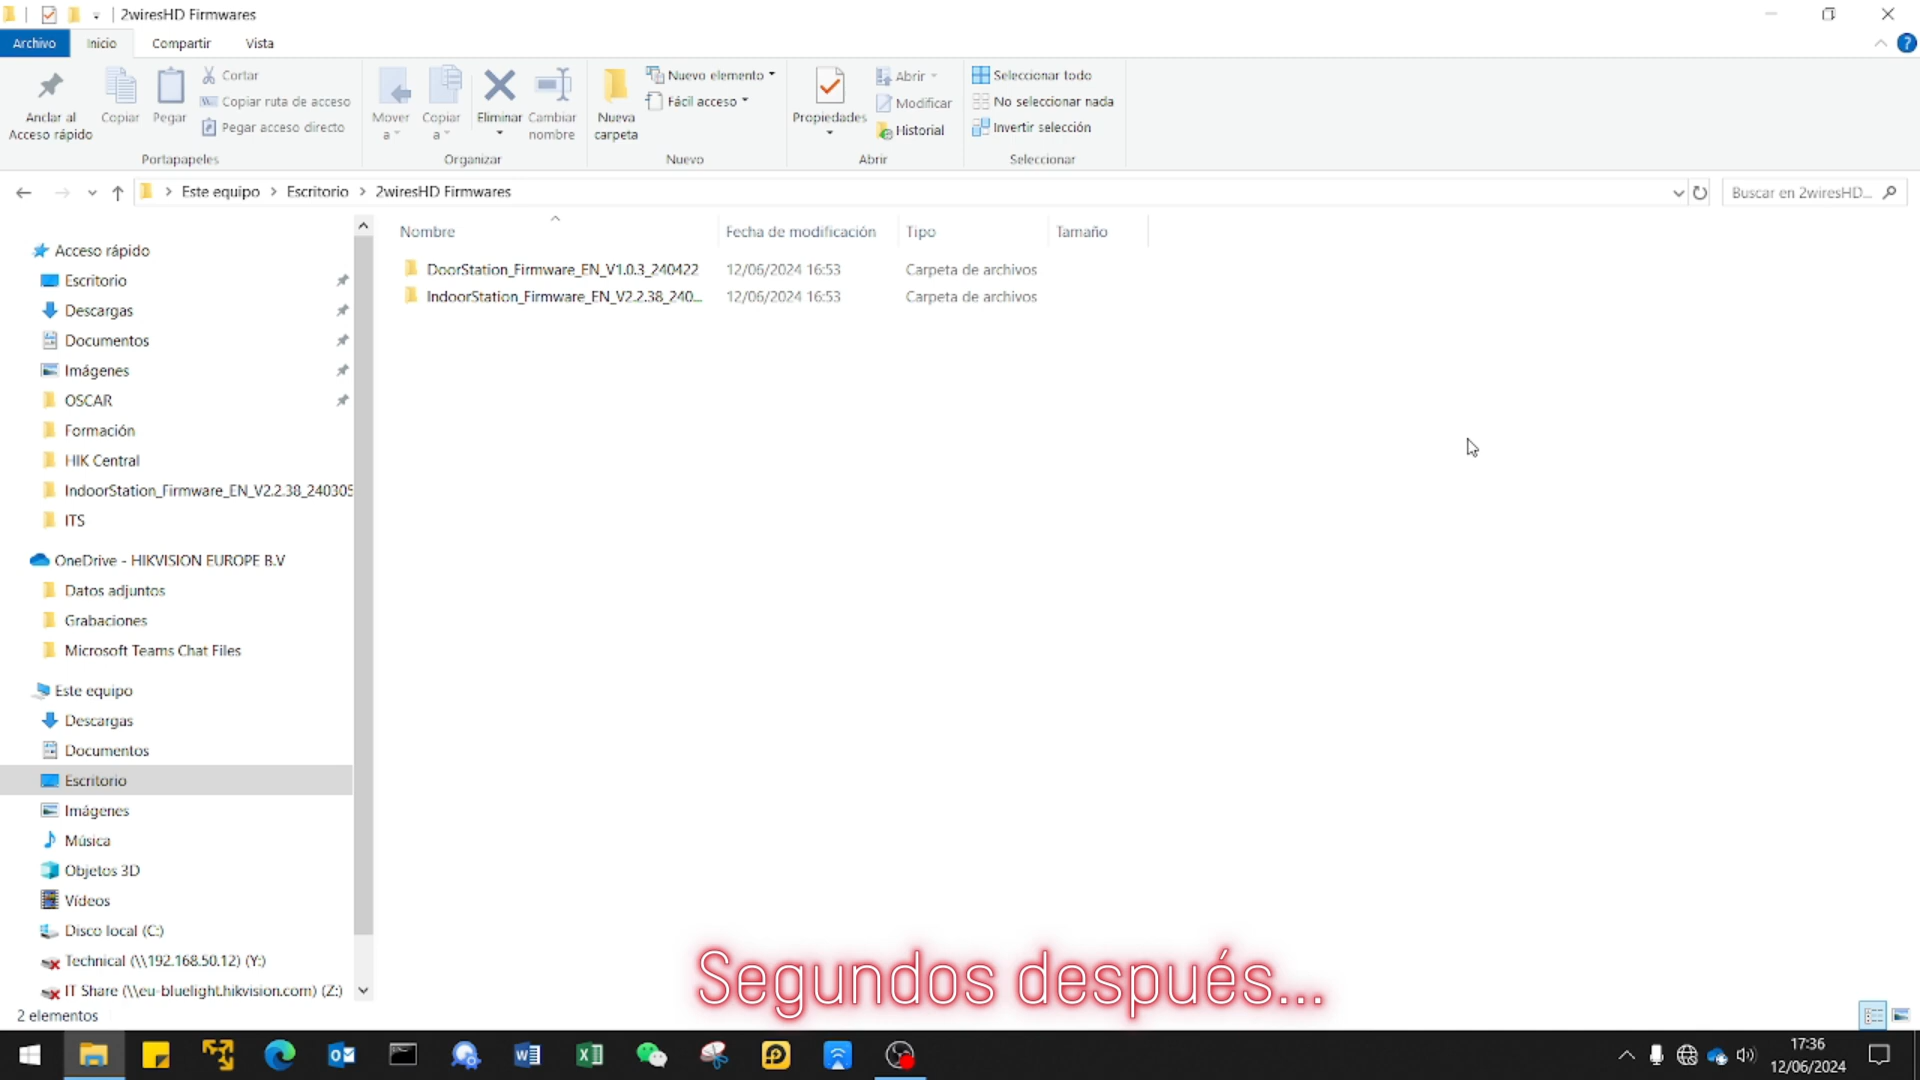 2wiresHD Firmwares
Archivo Inicio Compartir Vista
Anclar al Acceso rápido
Copiar
Pegar
Cortar
Copiar ruta de acceso
Pegar acceso directo
Portapapeles
Mover a
Copiar a
Eliminar
Cambiar nombre
Organizar
Nueva carpeta
Nuevo elemento
Fácil acceso
Nuevo
Propiedades
Abrir
Modificar
Historial
Abrir
Seleccionar todo
No seleccionar nada
Invertir selección
Seleccionar
Este equipo > Escritorio > 2wiresHD Firmwares
Buscar en 2wiresHD...
Acceso rápido
Escritorio
Descargas
Documentos
Imágenes
OSCAR
Formación
HIK Central
IndoorStation_Firmware_EN_V2.2.38_240305
ITS
OneDrive - HIKVISION EUROPE B.V
Datos adjuntos
Grabaciones
Microsoft Teams Chat Files
Este equipo
Descargas
Documentos
Escritorio
Imágenes
Música
Objetos 3D
Vídeos
Disco local (C:)
Technical (\\192.168.50.12) (Y:)
IT Share (\\eu-bluelight.hikvision.com) (Z:)
Nombre Fecha de modificación Tipo Tamaño
DoorStation_Firmware_EN_V1.0.3_240422 12/06/2024 16:53 Carpeta de archivos
IndoorStation_Firmware_EN_V2.2.38_240... 12/06/2024 16:53 Carpeta de archivos
Segundos después...
2 elementos
17:36
12/06/2024